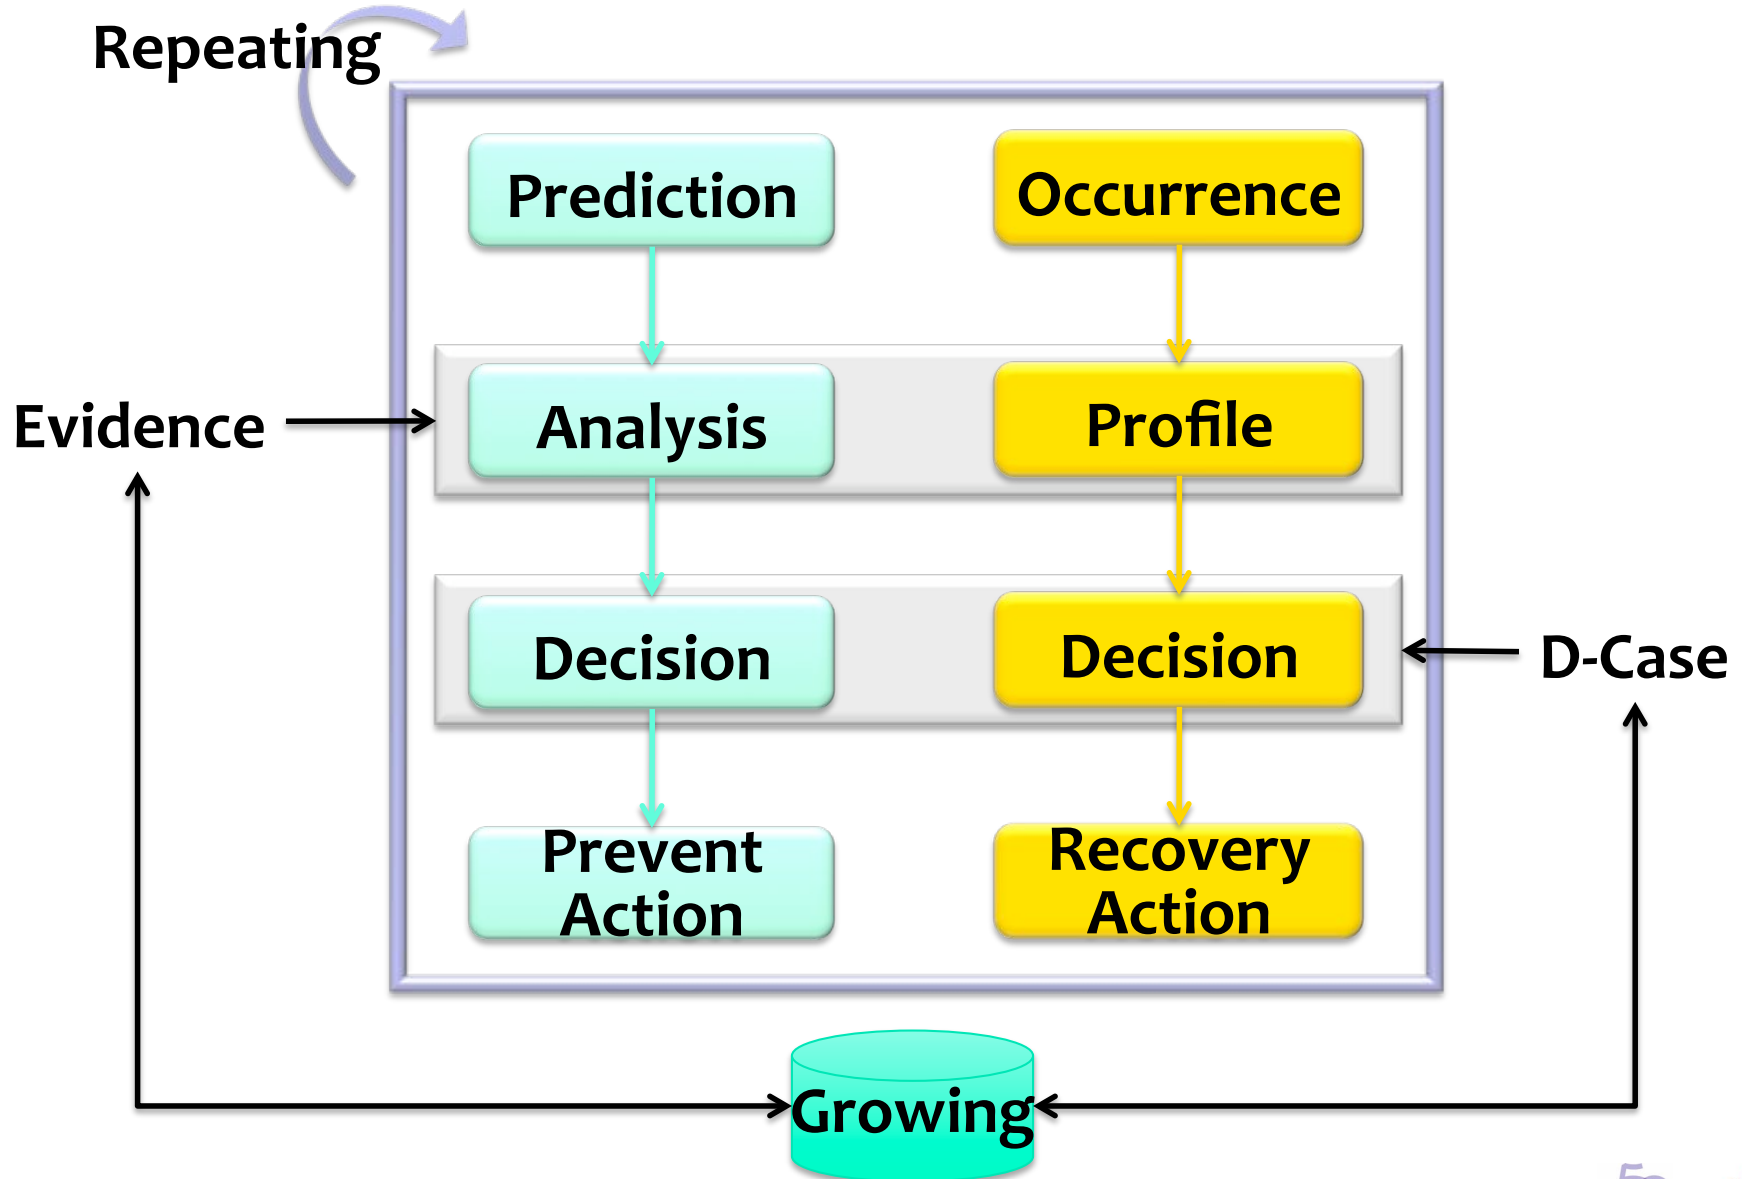 Repeating
Prediction
Occurrence
Evidence
Analysis
Profile
Decision
Decision
D-Case
Prevent
Action
Recovery
Action
Growing